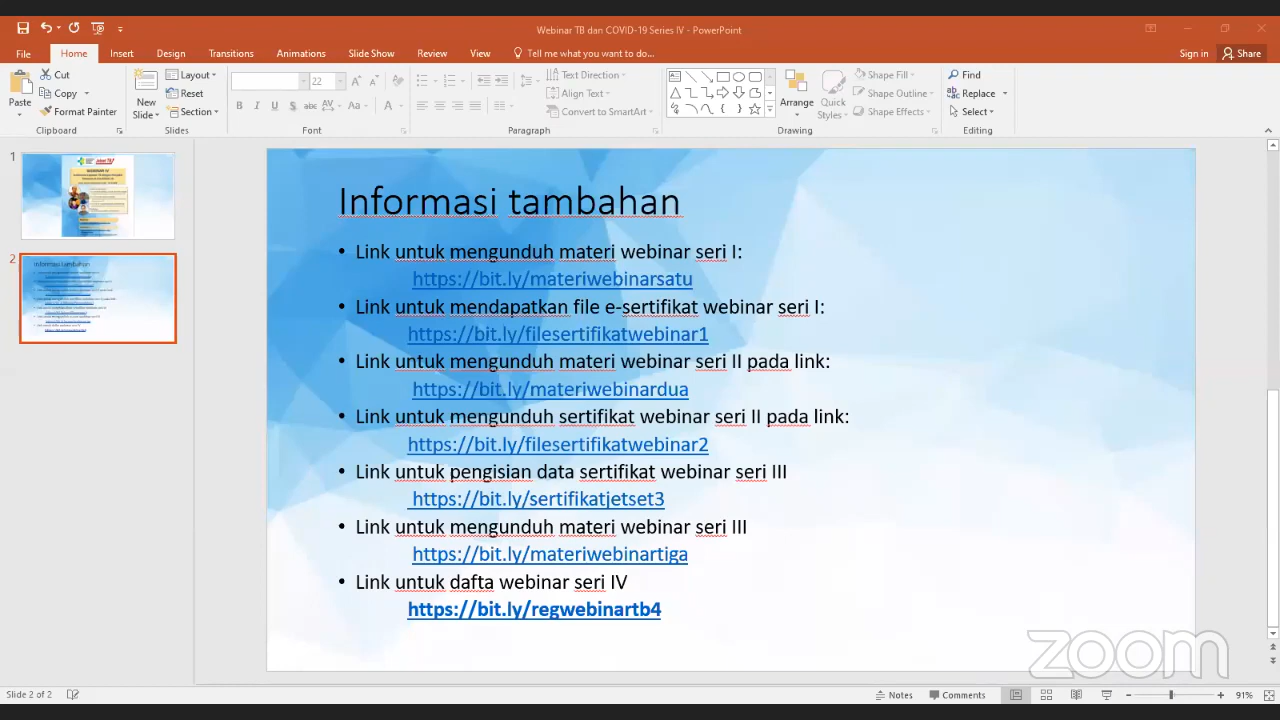 Webinar TB dan COVID-19 Series IV - PowerPoint
File Home Insert Design Transitions Animations Slide Show Review View Tell me what you want to do... Sign in Share
Paste Cut Copy Format Painter Clipboard
New Slide Layout Reset Section Slides
22 Font
Text Direction Align Text Convert to SmartArt Paragraph
Arrange Quick Styles Shape Fill Shape Outline Shape Effects Drawing
Find Replace Select Editing
1
2
Informasi tambahan
• Link untuk mengunduh materi webinar seri I:
https://bit.ly/materiwebinarsatu
• Link untuk mendapatkan file e-sertifikat webinar seri I:
https://bit.ly/filesertifikatwebinar1
• Link untuk mengunduh materi webinar seri II pada link:
https://bit.ly/materiwebinardua
• Link untuk mengunduh sertifikat webinar seri II pada link:
https://bit.ly/filesertifikatwebinar2
• Link untuk pengisian data sertifikat webinar seri III
https://bit.ly/sertifikatjetset3
• Link untuk mengunduh materi webinar seri III
https://bit.ly/materiwebinartiga
• Link untuk dafta webinar seri IV
https://bit.ly/regwebinartb4
zoom
Slide 2 of 2 Notes Comments 91%